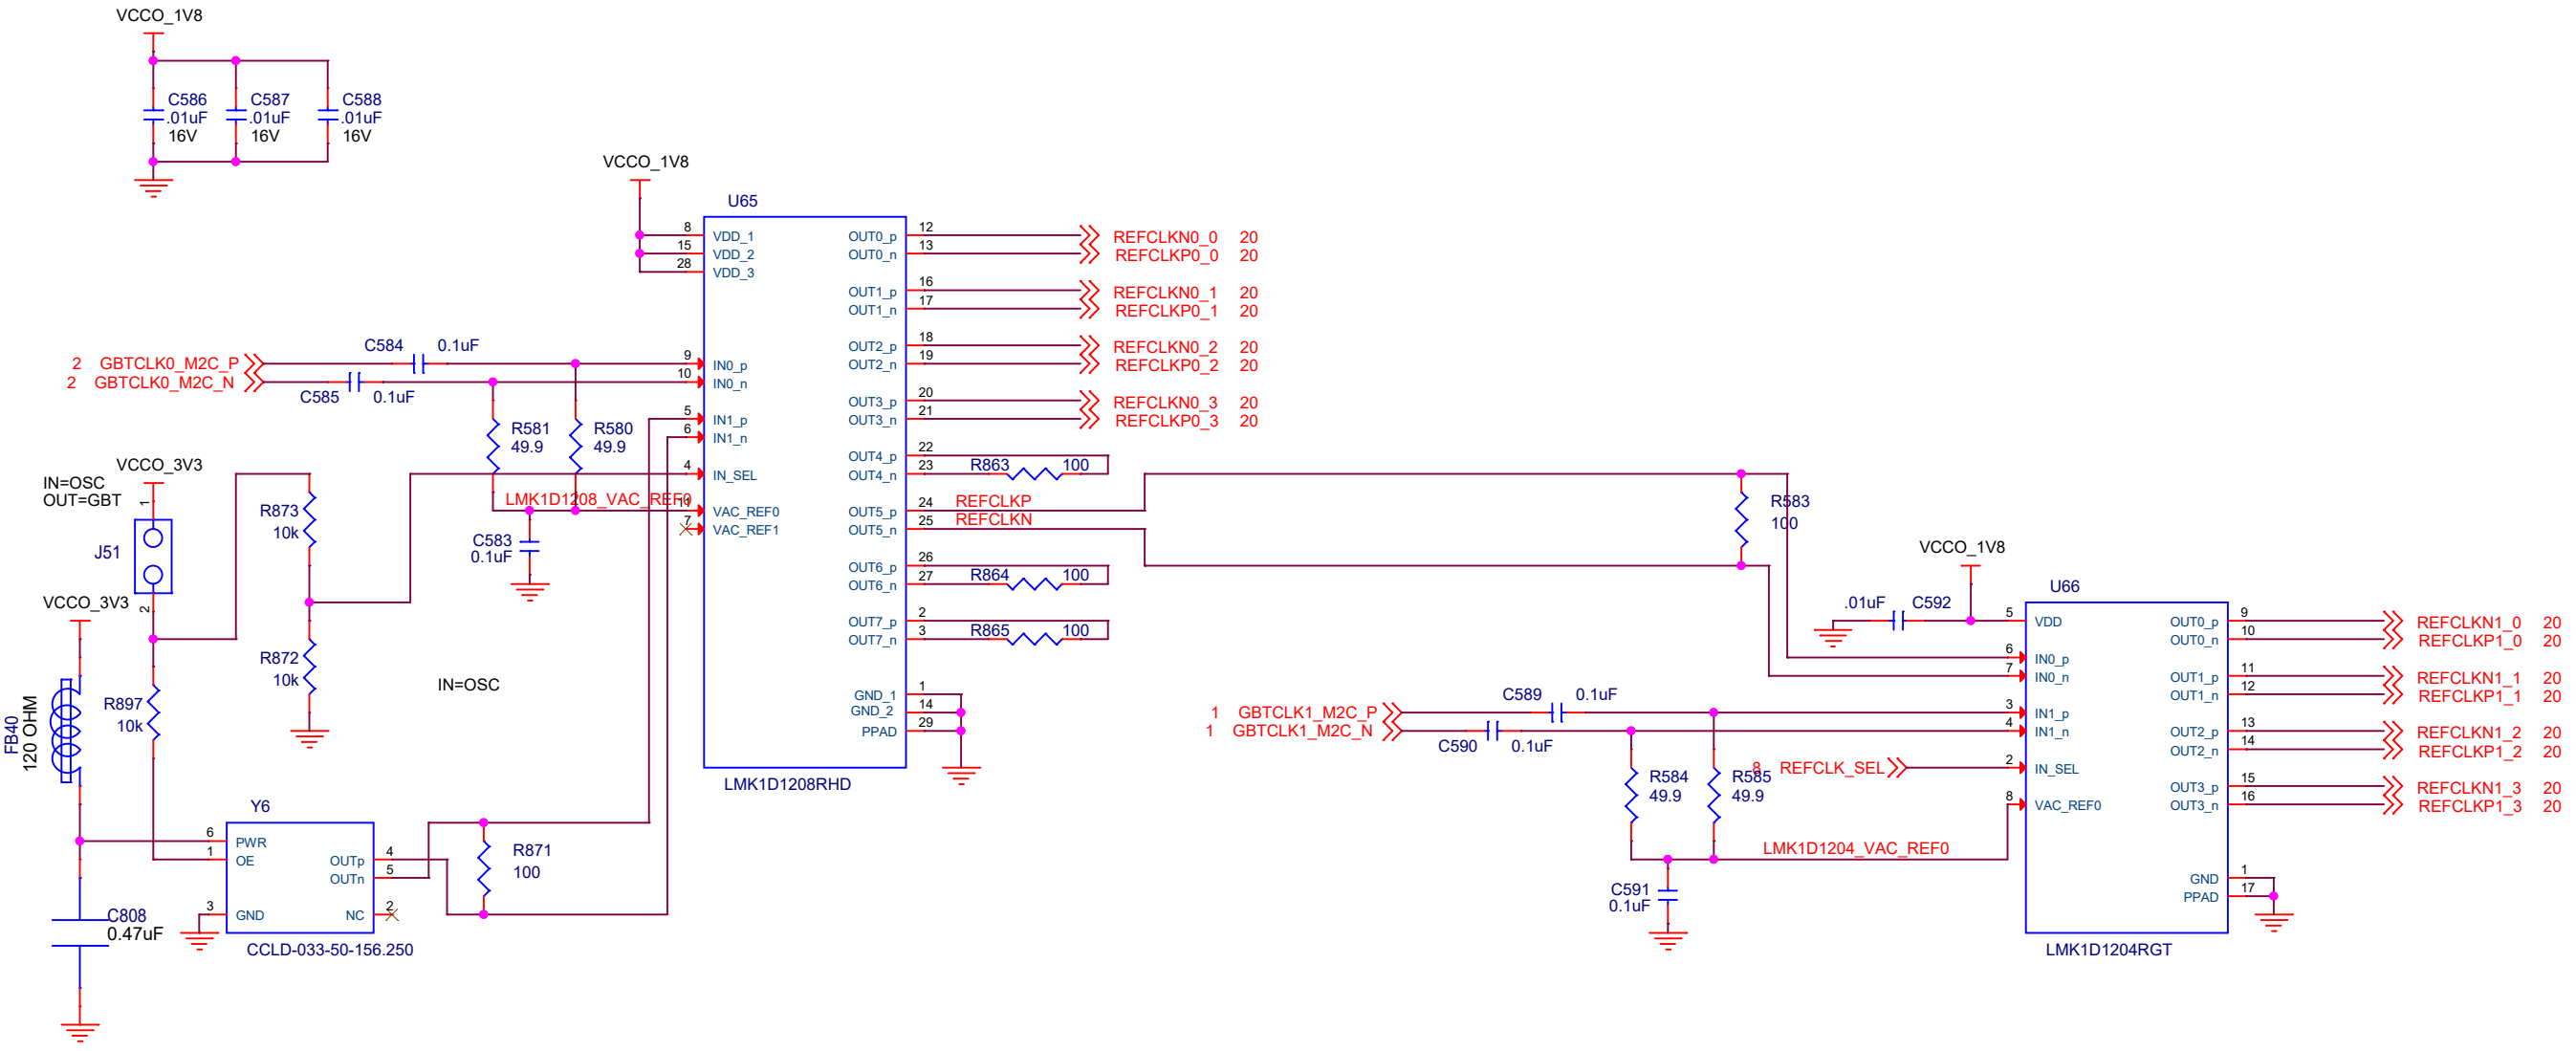 VCCO_1V8
C586
.01uF
16V
C587
.01uF
16V
C588
.01uF
16V
VCCO_1V8
U65
8 VDD_1
15 VDD_2
28 VDD_3
9 IN0_p
10 IN0_n
5 IN1_p
6 IN1_n
4 IN_SEL
11 VAC_REF0
7 VAC_REF1
OUT0_p 12
OUT0_n 13
OUT1_p 16
OUT1_n 17
OUT2_p 18
OUT2_n 19
OUT3_p 20
OUT3_n 21
OUT4_p 22
OUT4_n 23
OUT5_p 24
OUT5_n 25
OUT6_p 26
OUT6_n 27
OUT7_p 2
OUT7_n 3
GND_1 1
GND_2 14
PPAD 29
LMK1D1208RHD
REFCLKN0_0 20
REFCLKP0_0 20
REFCLKN0_1 20
REFCLKP0_1 20
REFCLKN0_2 20
REFCLKP0_2 20
REFCLKN0_3 20
REFCLKP0_3 20
R863 100
REFCLKP
REFCLKN
R864 100
R865 100
2 GBTCLK0_M2C_P
2 GBTCLK0_M2C_N
C584 0.1uF
C585 0.1uF
R581
49.9
R580
49.9
LMK1D1208_VAC_REF0
C583
0.1uF
VCCO_3V3
IN=OSC
OUT=GBT
1
J51
2
R873
10k
R872
10k
IN=OSC
VCCO_3V3
FB40
120 OHM
R897
10k
C808
0.47uF
Y6
6 PWR
1 OE
3 GND
OUTp 4
OUTn 5
NC 2
CCLD-033-50-156.250
R871
100
R583
100
VCCO_1V8
.01uF C592
U66
5 VDD
6 IN0_p
7 IN0_n
3 IN1_p
4 IN1_n
2 IN_SEL
8 VAC_REF0
OUT0_p 9
OUT0_n 10
OUT1_p 11
OUT1_n 12
OUT2_p 13
OUT2_n 14
OUT3_p 15
OUT3_n 16
GND 1
PPAD 17
LMK1D1204RGT
REFCLKN1_0 20
REFCLKP1_0 20
REFCLKN1_1 20
REFCLKP1_1 20
REFCLKN1_2 20
REFCLKP1_2 20
REFCLKN1_3 20
REFCLKP1_3 20
1 GBTCLK1_M2C_P
1 GBTCLK1_M2C_N
C589 0.1uF
C590 0.1uF
R584
49.9
R585
49.9
8 REFCLK_SEL
LMK1D1204_VAC_REF0
C591
0.1uF